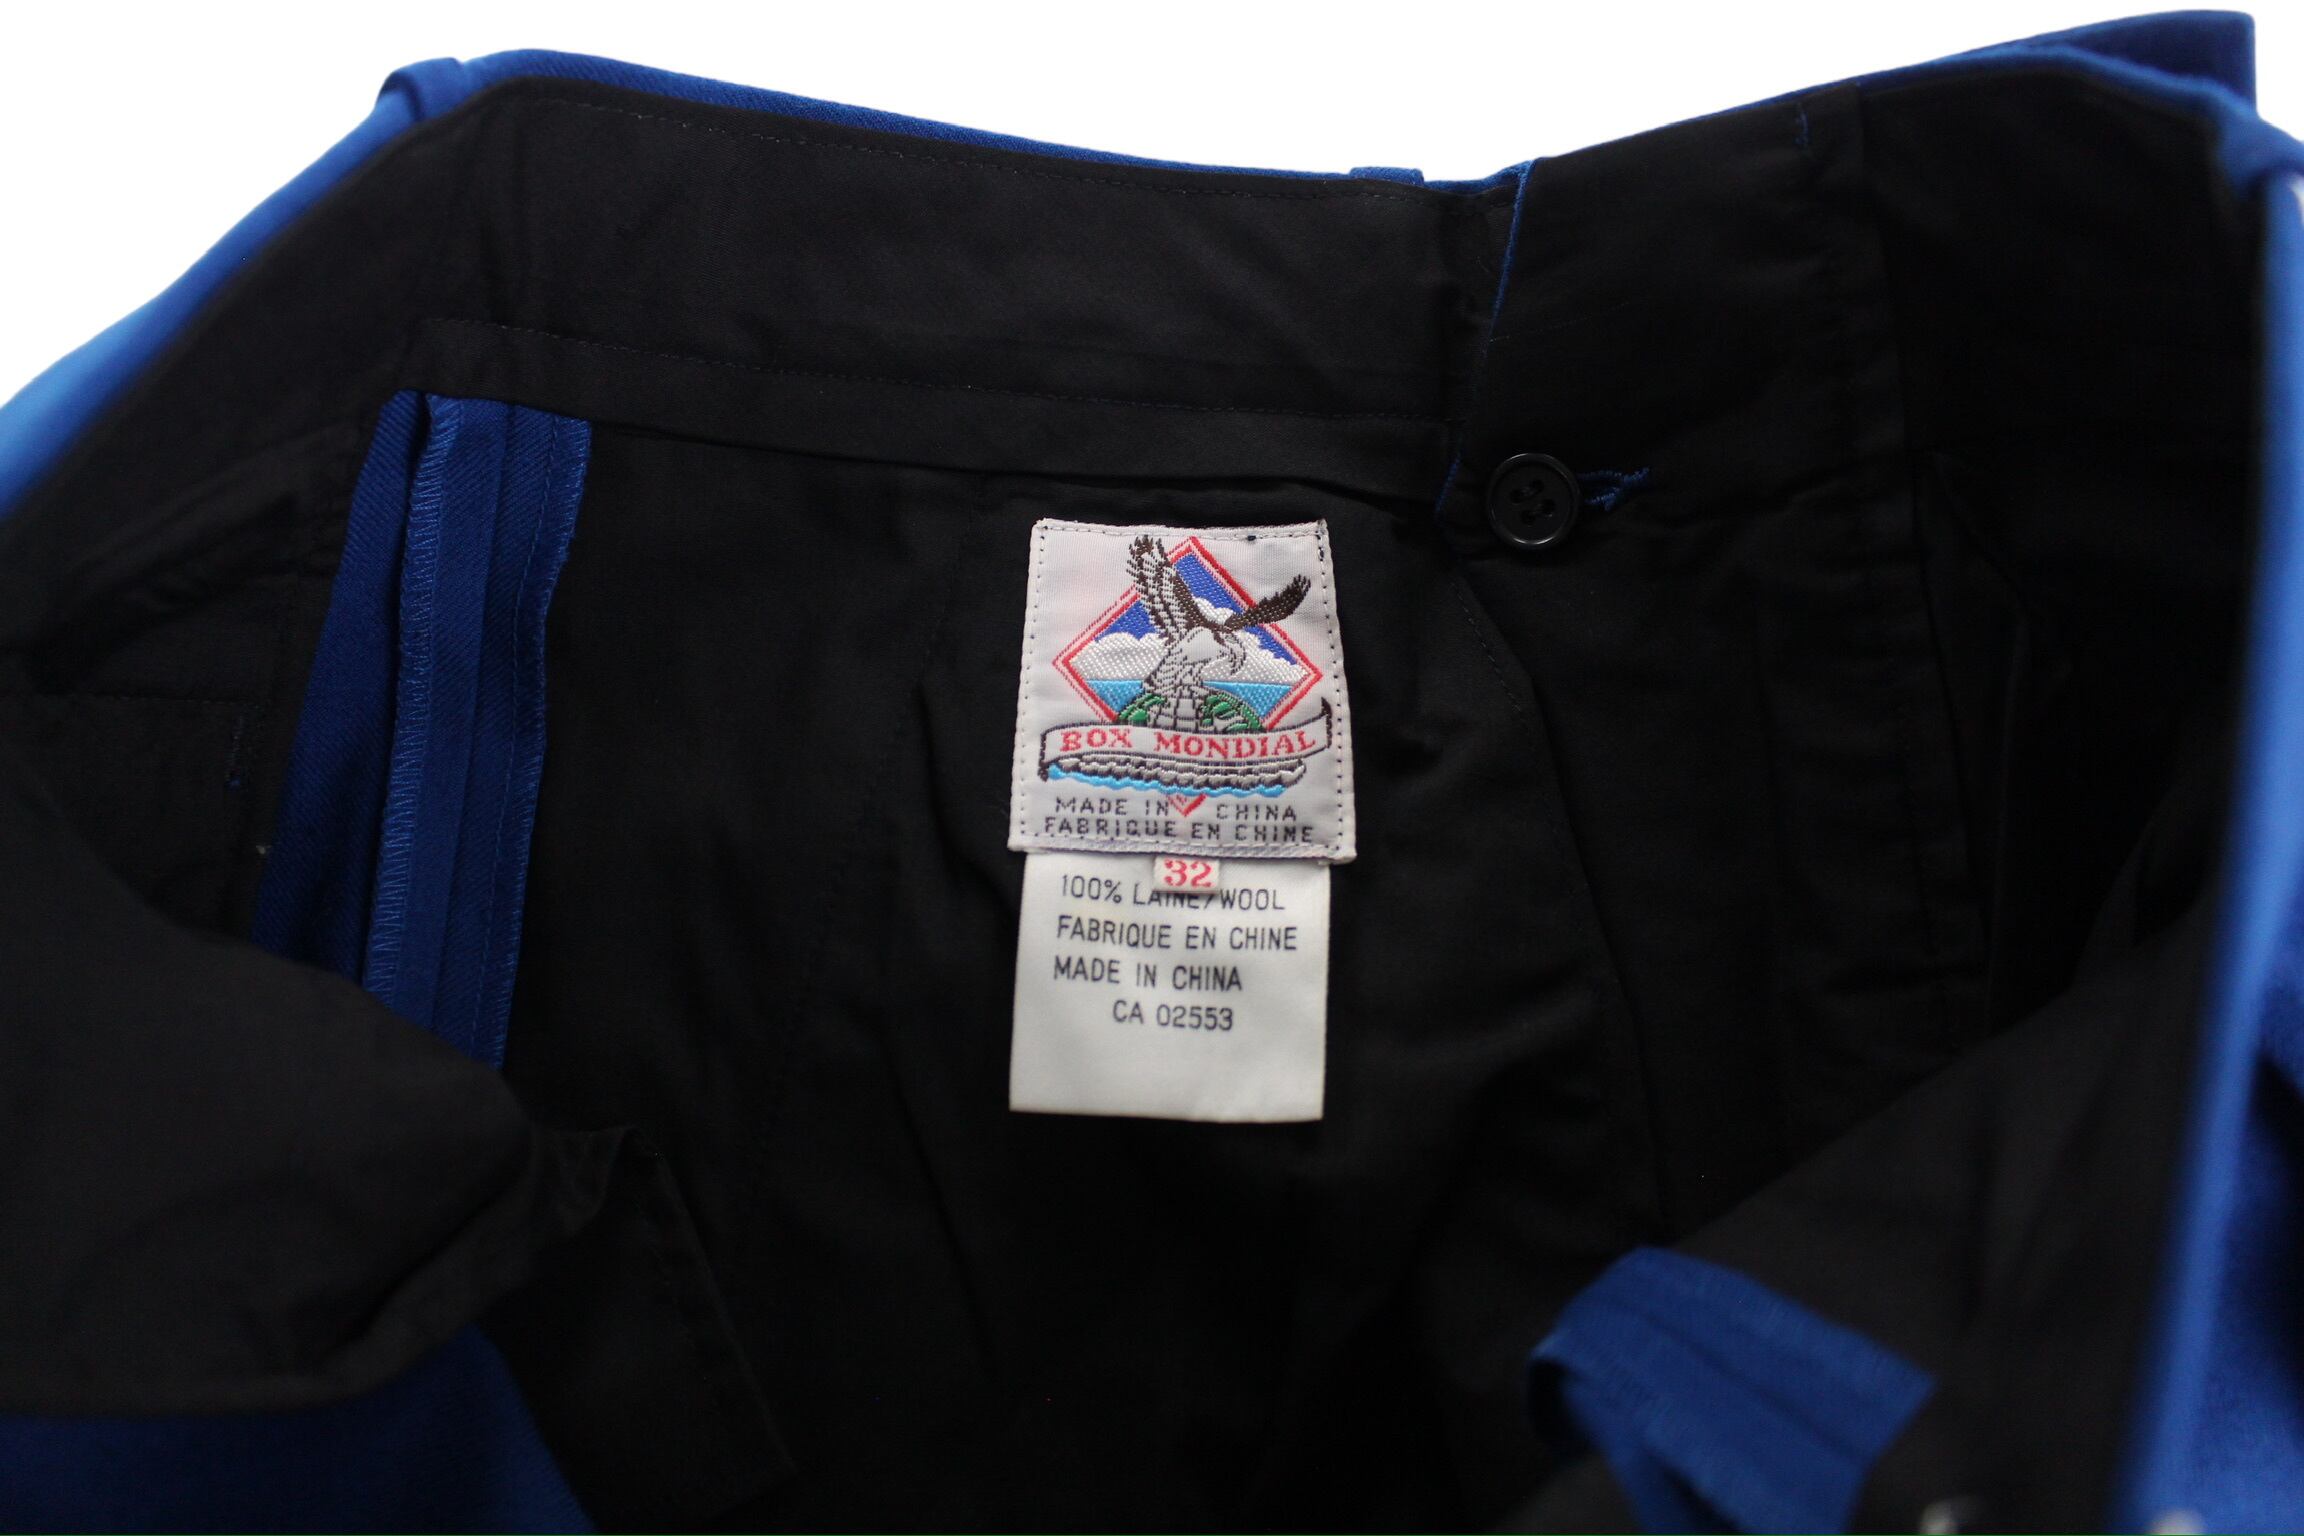 BOX MONDIAL
MADE IN CHINA
FABRIQUE EN CHINE
32
100% LAINE/WOOL
FABRIQUE EN CHINE
MADE IN CHINA
CA 02553